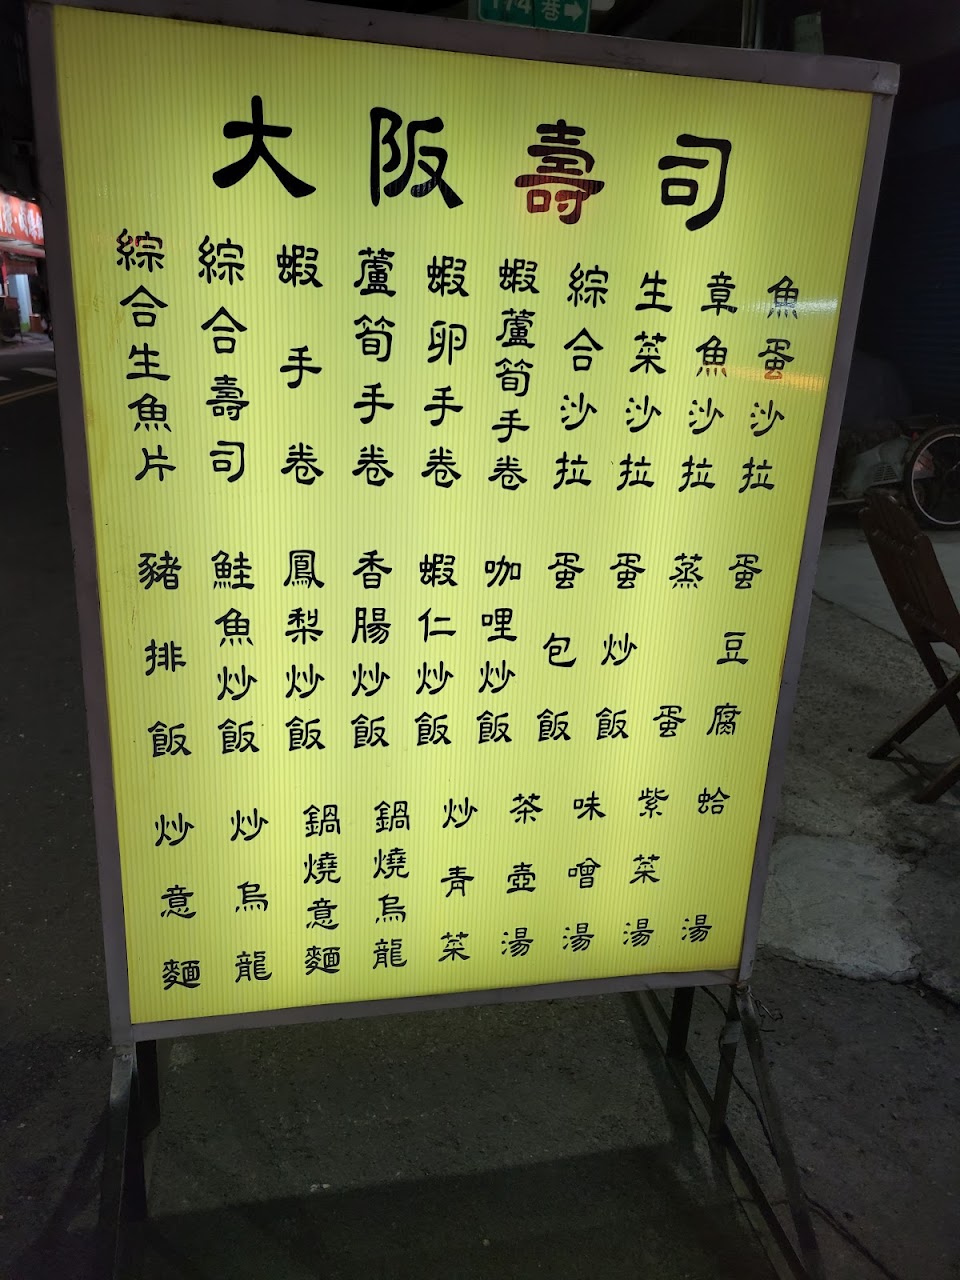 174巷→
大阪壽司
綜合生魚片
綜合壽司
蝦手卷
蘆筍手卷
蝦卵手卷
蝦蘆筍手卷
綜合沙拉
生菜沙拉
章魚沙拉
魚蛋沙拉
豬排飯
鮭魚炒飯
鳳梨炒飯
香腸炒飯
蝦仁炒飯
咖哩炒飯
蛋包飯
蛋炒飯
蒸蛋
蛋豆腐
炒意麵
炒烏龍
鍋燒意麵
鍋燒烏龍
炒青菜
茶壺湯
味噌湯
紫菜湯
蛤湯